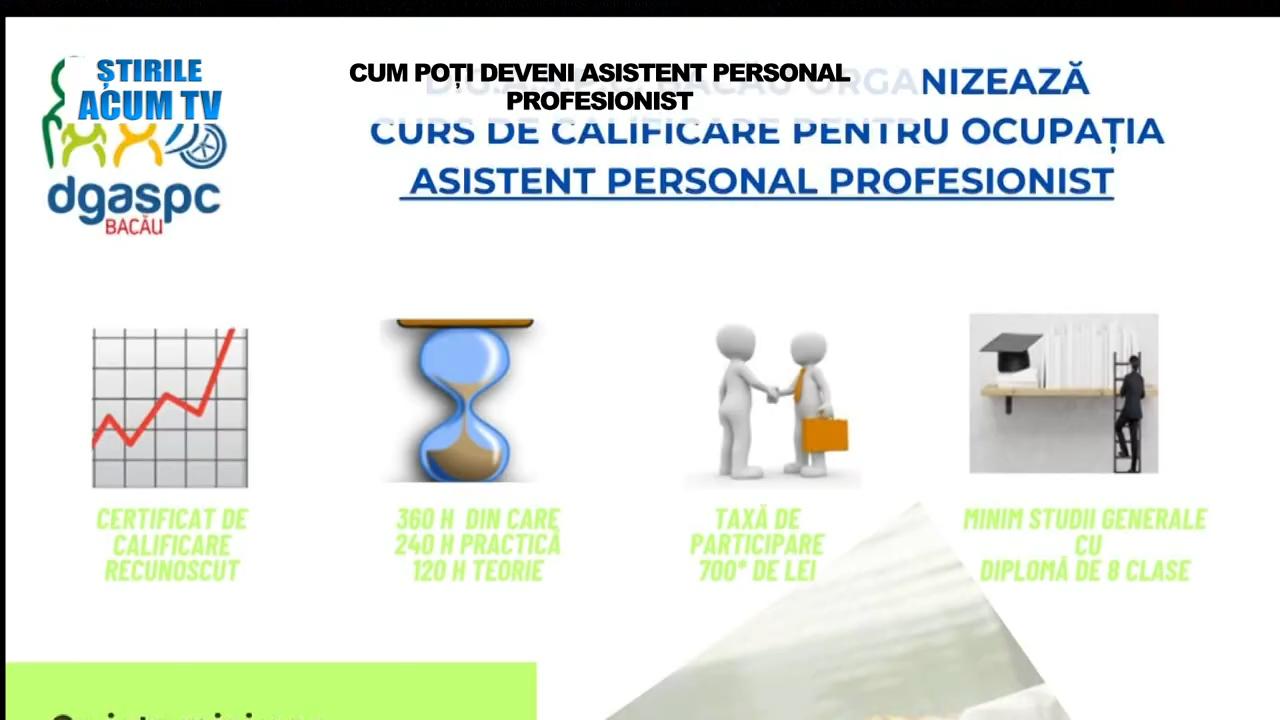 ȘTIRILE
ACUM TV
dgaspc
BACĂU
CUM POȚI DEVENI ASISTENT PERSONAL
PROFESIONIST
BACĂU ORGANIZEAZĂ
CURS DE CALIFICARE PENTRU OCUPAȚIA
ASISTENT PERSONAL PROFESIONIST
CERTIFICAT DE
CALIFICARE
RECUNOSCUT
360 H DIN CARE
240 H PRACTICĂ
120 H TEORIE
TAXĂ DE
PARTICIPARE
700* DE LEI
MINIM STUDII GENERALE
CU
DIPLOMĂ DE 8 CLASE